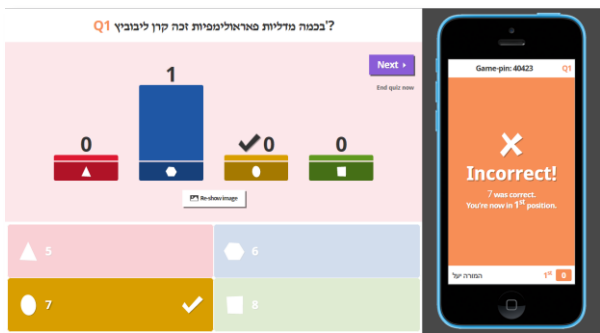 Q1 בכמה מדליות פאראולימפיות זכה קרן ליבוביץ'?
Next
End quiz now
1
0
0
0
Re-show image
5
6
7
8
Game-pin: 40423 Q1
Incorrect!
7 was correct.
You're now in 1st position.
המורה יעל 1st 0